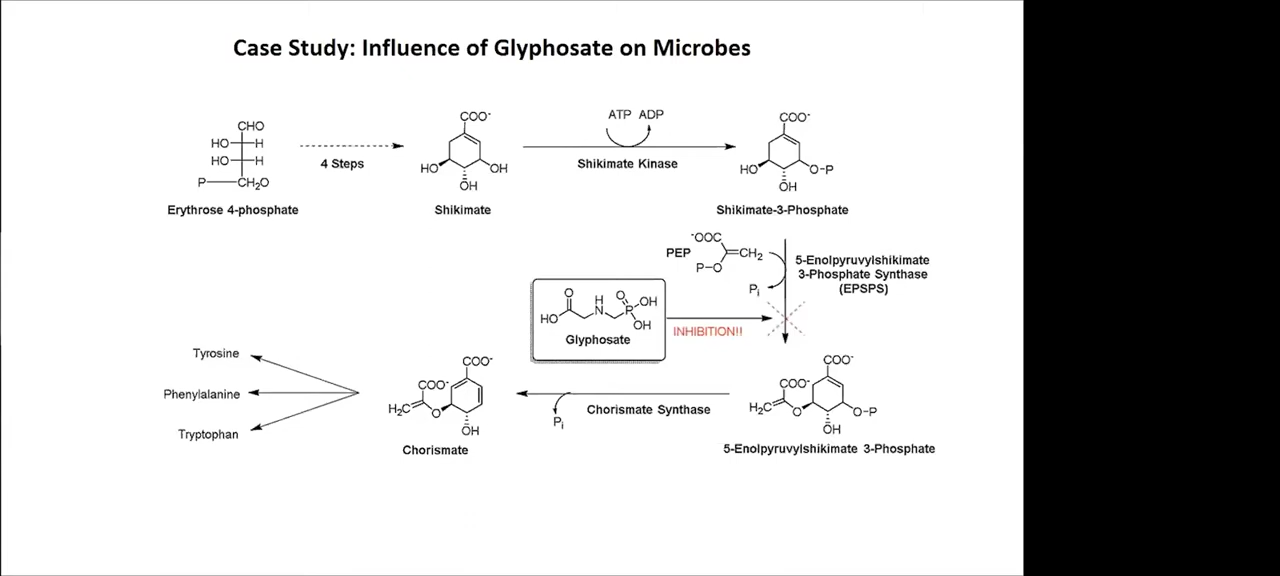 Case Study: Influence of Glyphosate on Microbes
CHO
HO H
HO H
P CH₂O
Erythrose 4-phosphate
4 Steps
COO⁻
HO OH
OH
Shikimate
ATP ADP
Shikimate Kinase
COO⁻
HO O-P
OH
Shikimate-3-Phosphate
⁻OOC
PEP CH₂
P-O
Pᵢ
5-Enolpyruvylshikimate
3-Phosphate Synthase
(EPSPS)
O H O
HO N P OH
OH
Glyphosate
INHIBITION!!
Tyrosine
Phenylalanine
Tryptophan
COO⁻
COO⁻
H₂C O
OH
Chorismate
Pᵢ
Chorismate Synthase
COO⁻
COO⁻
H₂C O O-P
OH
5-Enolpyruvylshikimate 3-Phosphate